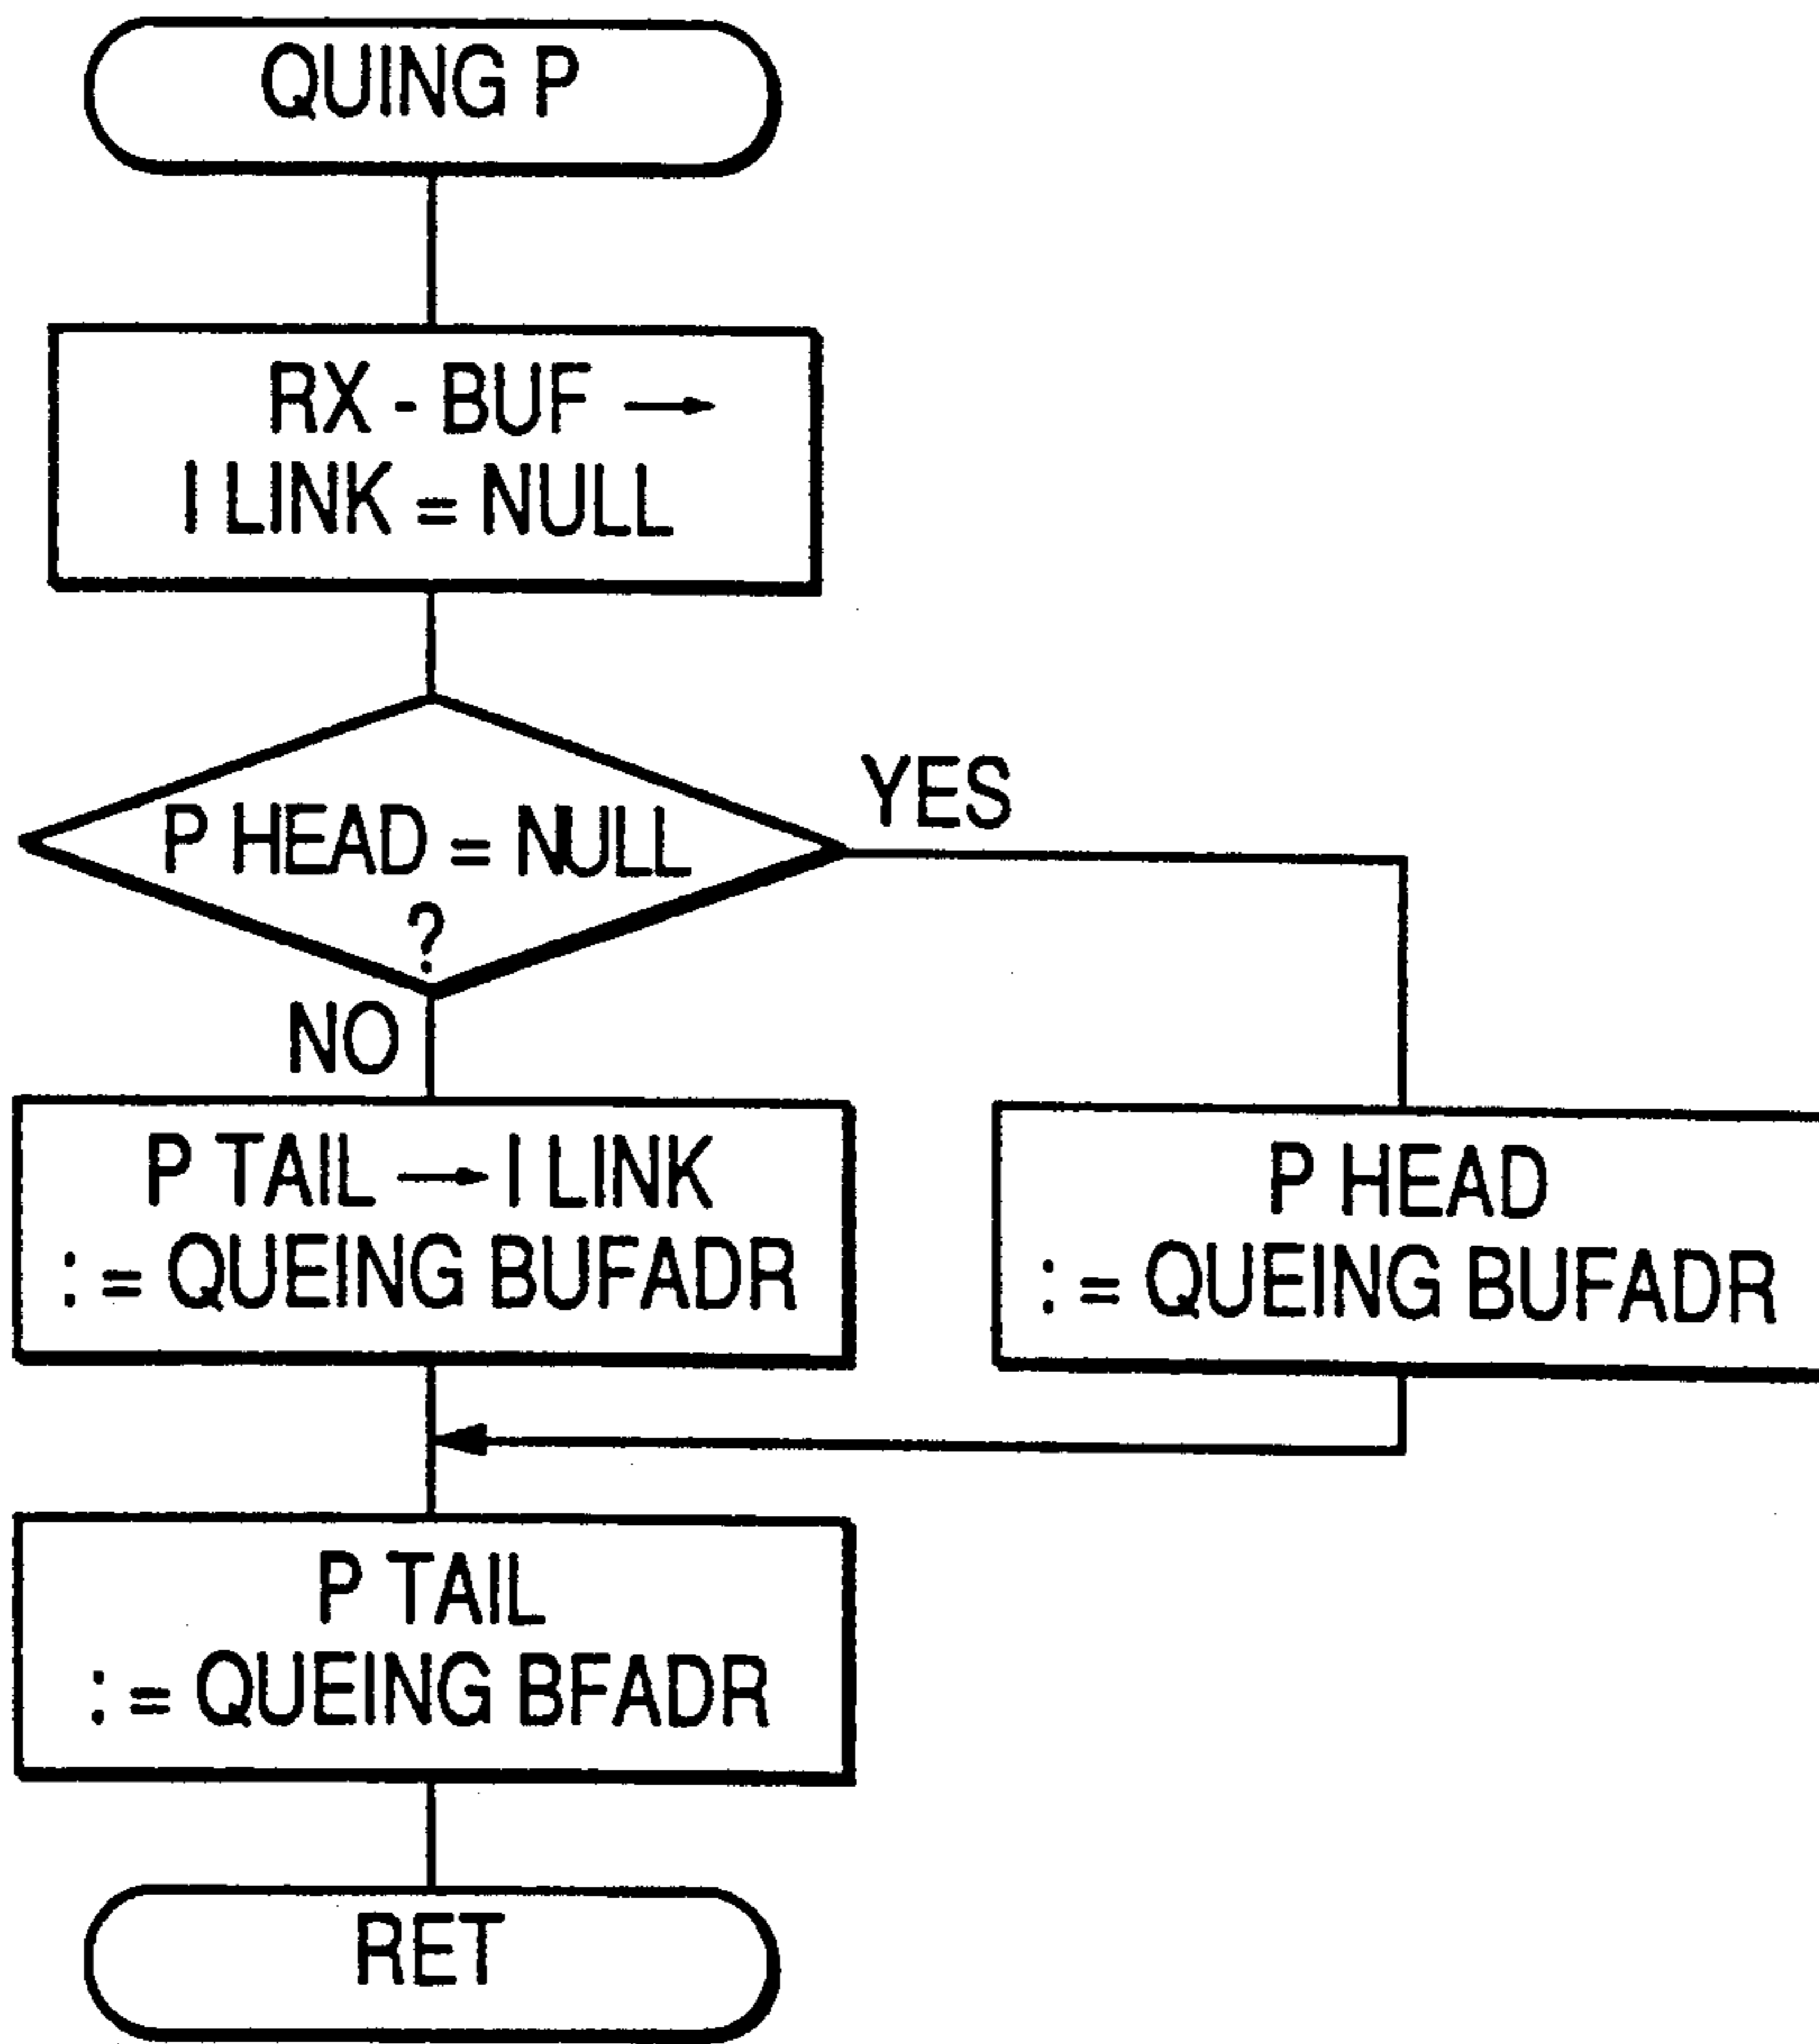 QUING P
RX - BUF →
I LINK = NULL
P HEAD = NULL
?
YES
NO
P TAIL → I LINK
:= QUEING BUFADR
P HEAD
:= QUEING BUFADR
P TAIL
:= QUEING BFADR
RET